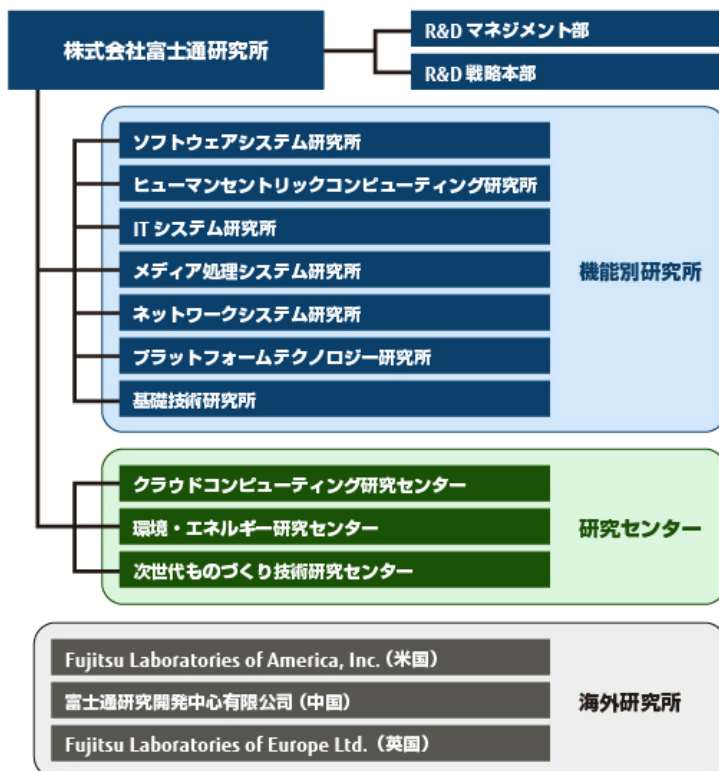 株式会社富士通研究所
R&D マネジメント部
R&D 戦略本部
ソフトウェアシステム研究所
ヒューマンセントリックコンピューティング研究所
IT システム研究所
メディア処理システム研究所
ネットワークシステム研究所
プラットフォームテクノロジー研究所
基礎技術研究所
機能別研究所
クラウドコンピューティング研究センター
環境・エネルギー研究センター
次世代ものづくり技術研究センター
研究センター
Fujitsu Laboratories of America, Inc.（米国）
富士通研究開発中心有限公司（中国）
Fujitsu Laboratories of Europe Ltd.（英国）
海外研究所